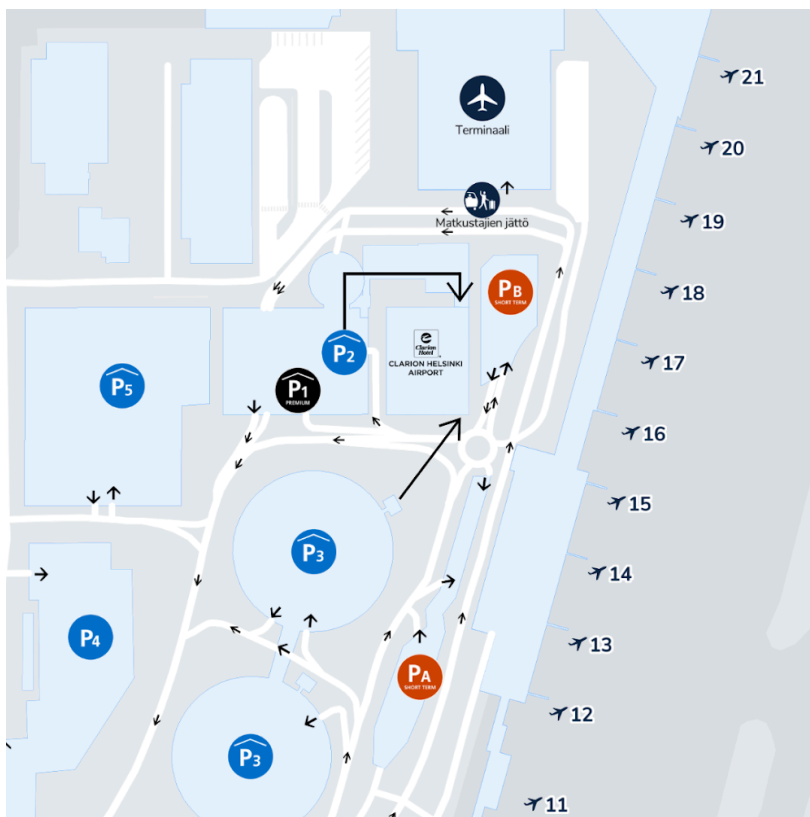 21
Terminaali
20
Matkustajien jättö
19
18
PB
SHORT TERM
17
P2
Clarion
Hotel
CLARION HELSINKI
AIRPORT
P5
P1
PREMIUM
16
15
P3
14
P4
13
PA
SHORT TERM
12
P3
11